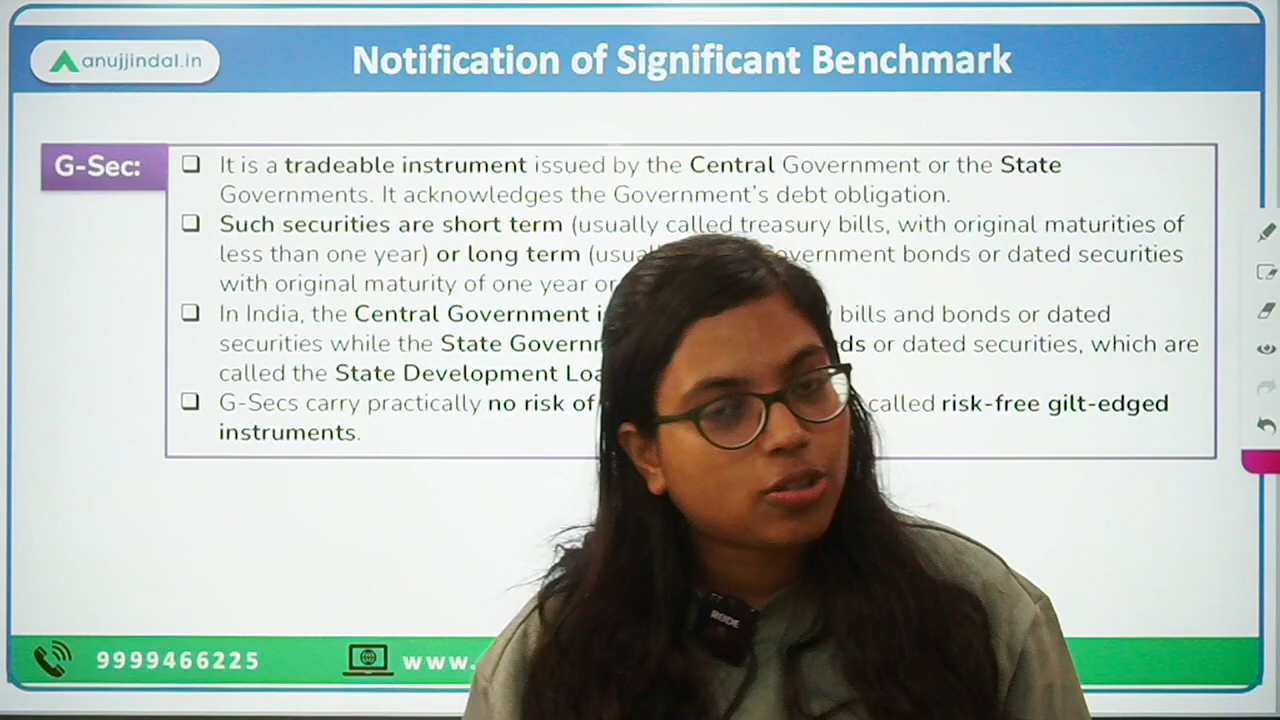 anujjindal.in
Notification of Significant Benchmark
G-Sec:
It is a tradeable instrument issued by the Central Government or the State
Governments. It acknowledges the Government's debt obligation.
Such securities are short term (usually called treasury bills, with original maturities of
less than one year) or long term (usua vernment bonds or dated securities
with original maturity of one year or
In India, the Central Government bills and bonds or dated
securities while the State Govern ds or dated securities, which are
called the State Development Loa
G-Secs carry practically no risk of called risk-free gilt-edged
instruments.
RODE
9999466225
www.